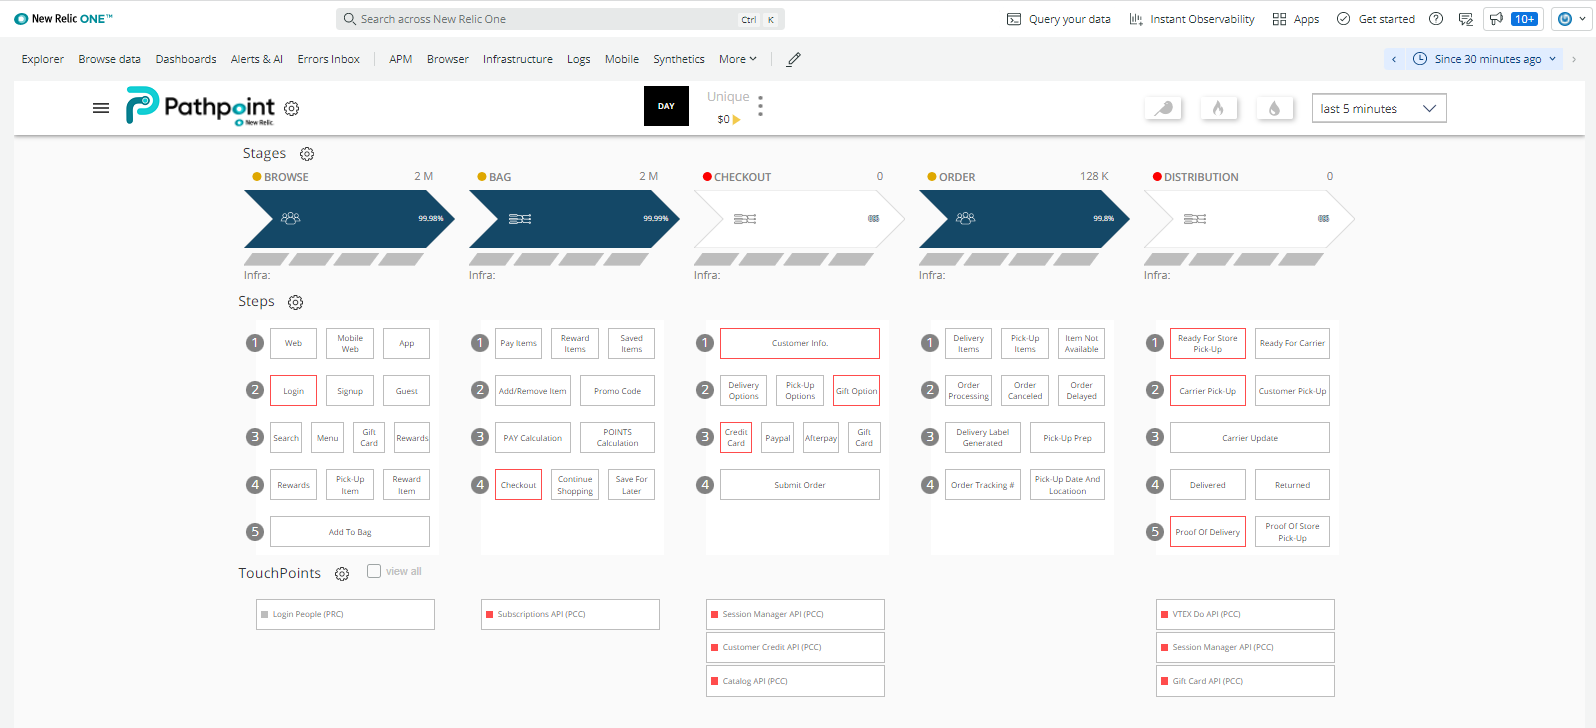 New Relic ONE™
Search across New Relic One
Ctrl K
Query your data
Instant Observability
Apps
Get started
10+
Explorer
Browse data
Dashboards
Alerts & AI
Errors Inbox
APM
Browser
Infrastructure
Logs
Mobile
Synthetics
More
Since 30 minutes ago
Pathpoint
New Relic.
DAY
Unique
$0
last 5 minutes
Stages
BROWSE 2 M
BAG 2 M
CHECKOUT 0
ORDER 128 K
DISTRIBUTION 0
99,98%
99,99%
99,8%
Infra:
Infra:
Infra:
Infra:
Infra:
Steps
1
Web
Mobile
Web
App
2
Login
Signup
Guest
3
Search
Menu
Gift
Card
Rewards
4
Rewards
Pick-Up
Item
Reward
Item
5
Add To Bag
1
Pay Items
Reward
Items
Saved
Items
2
Add/Remove Item
Promo Code
3
PAY Calculation
POINTS
Calculation
4
Checkout
Continue
Shopping
Save For
Later
1
Customer Info.
2
Delivery
Options
Pick-Up
Options
Gift Option
3
Credit
Card
Paypal
Afterpay
Gift
Card
4
Submit Order
1
Delivery
Items
Pick-Up
Items
Item Not
Available
2
Order
Processing
Order
Canceled
Order
Delayed
3
Delivery Label
Generated
Pick-Up Prep
4
Order Tracking #
Pick-Up Date And
Locatioon
1
Ready For Store
Pick-Up
Ready For Carrier
2
Carrier Pick-Up
Customer Pick-Up
3
Carrier Update
4
Delivered
Returned
5
Proof Of Delivery
Proof Of Store
Pick-Up
TouchPoints
view all
Login People (PRC)
Subscriptions API (PCC)
Session Manager API (PCC)
Customer Credit API (PCC)
Catalog API (PCC)
VTEX Do API (PCC)
Session Manager API (PCC)
Gift Card API (PCC)